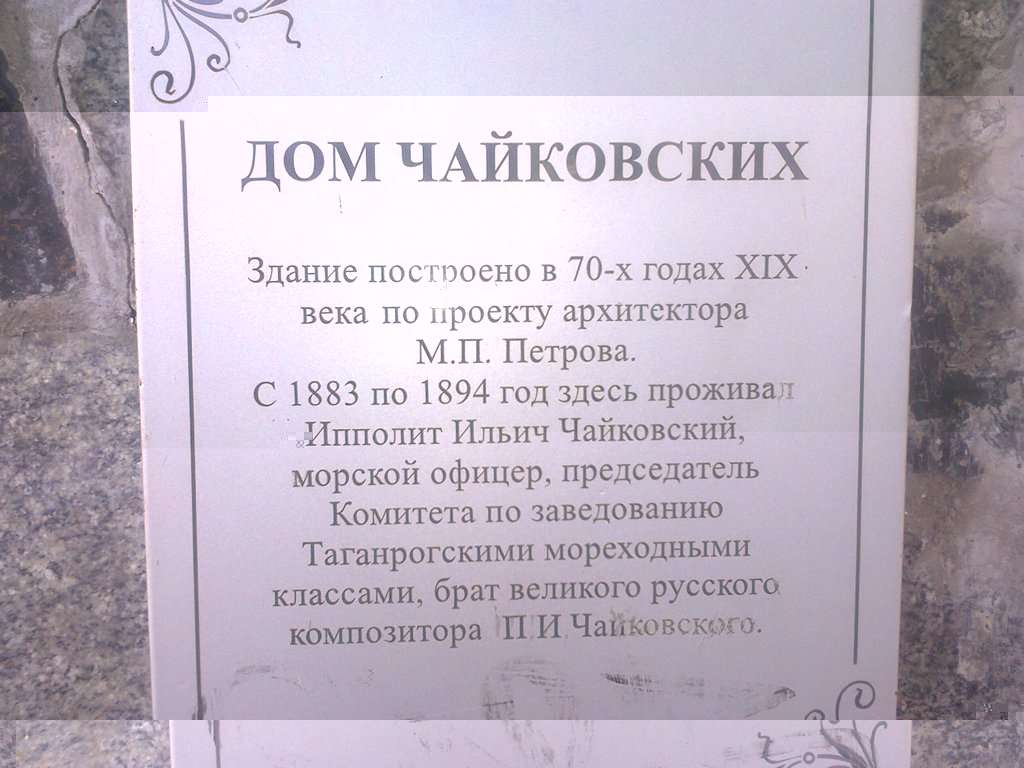 ДОМ ЧАЙКОВСКИХ
Здание построено в 70-х годах XIX
века по проекту архитектора
М.П. Петрова.
С 1883 по 1894 год здесь проживал
Ипполит Ильич Чайковский,
морской офицер, председатель
Комитета по заведованию
Таганрогскими мореходными
классами, брат великого русского
композитора П И Чайковского.